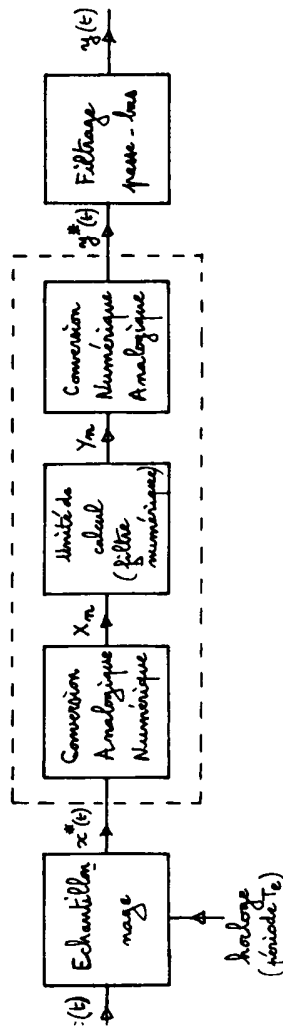 x(t)
Echantillon-
nage
horloge
(période Te)
x*(t)
Conversion
Analogique
Numérique
Xn
Unité de
calcul
(filtre
numérique)
Yn
Conversion
Numérique
Analogique
y*(t)
Filtrage
passe-bas
y(t)